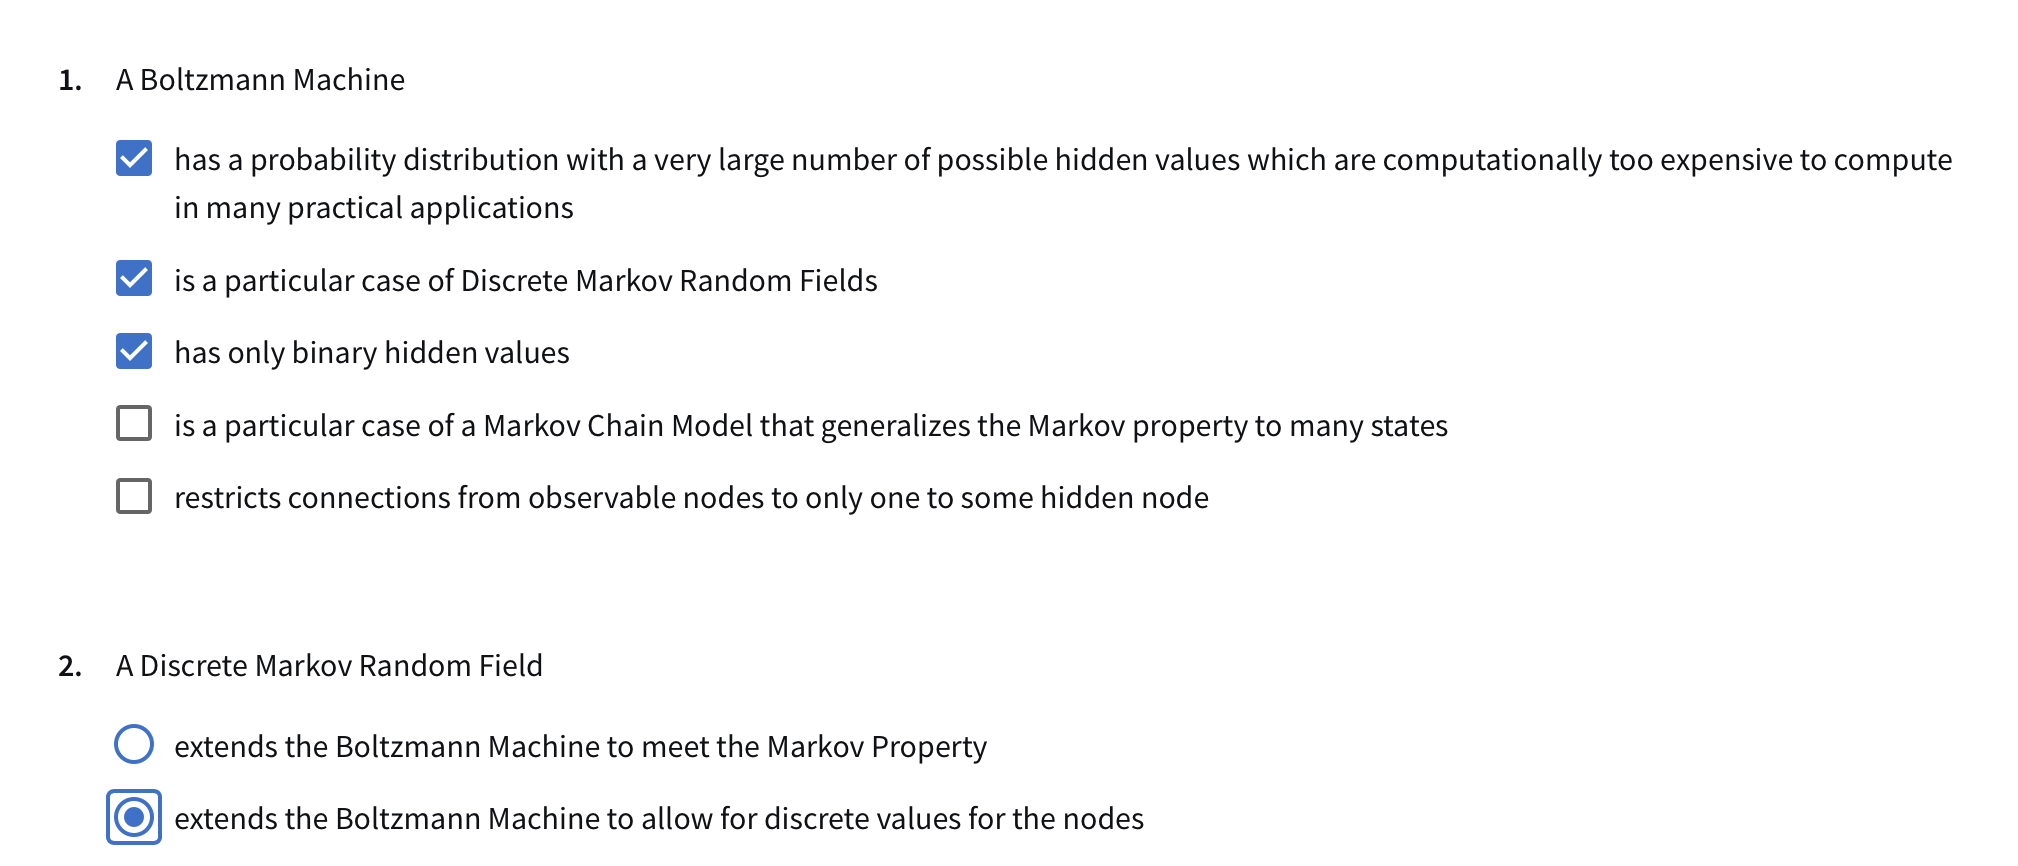 1. A Boltzmann Machine
has a probability distribution with a very large number of possible hidden values which are computationally too expensive to compute
in many practical applications
is a particular case of Discrete Markov Random Fields
has only binary hidden values
is a particular case of a Markov Chain Model that generalizes the Markov property to many states
restricts connections from observable nodes to only one to some hidden node
2. A Discrete Markov Random Field
extends the Boltzmann Machine to meet the Markov Property
extends the Boltzmann Machine to allow for discrete values for the nodes